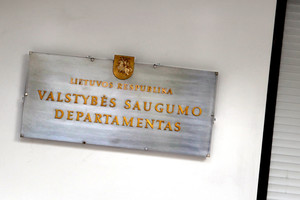 LIETUVOS RESPUBLIKA
VALSTYBĖS SAUGUMO
DEPARTAMENTAS